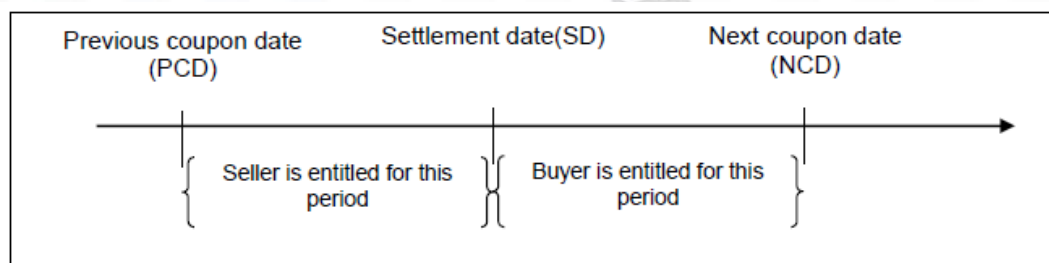 Previous coupon date
(PCD)
Settlement date(SD)
Next coupon date
(NCD)
Seller is entitled for this
period
Buyer is entitled for this
period